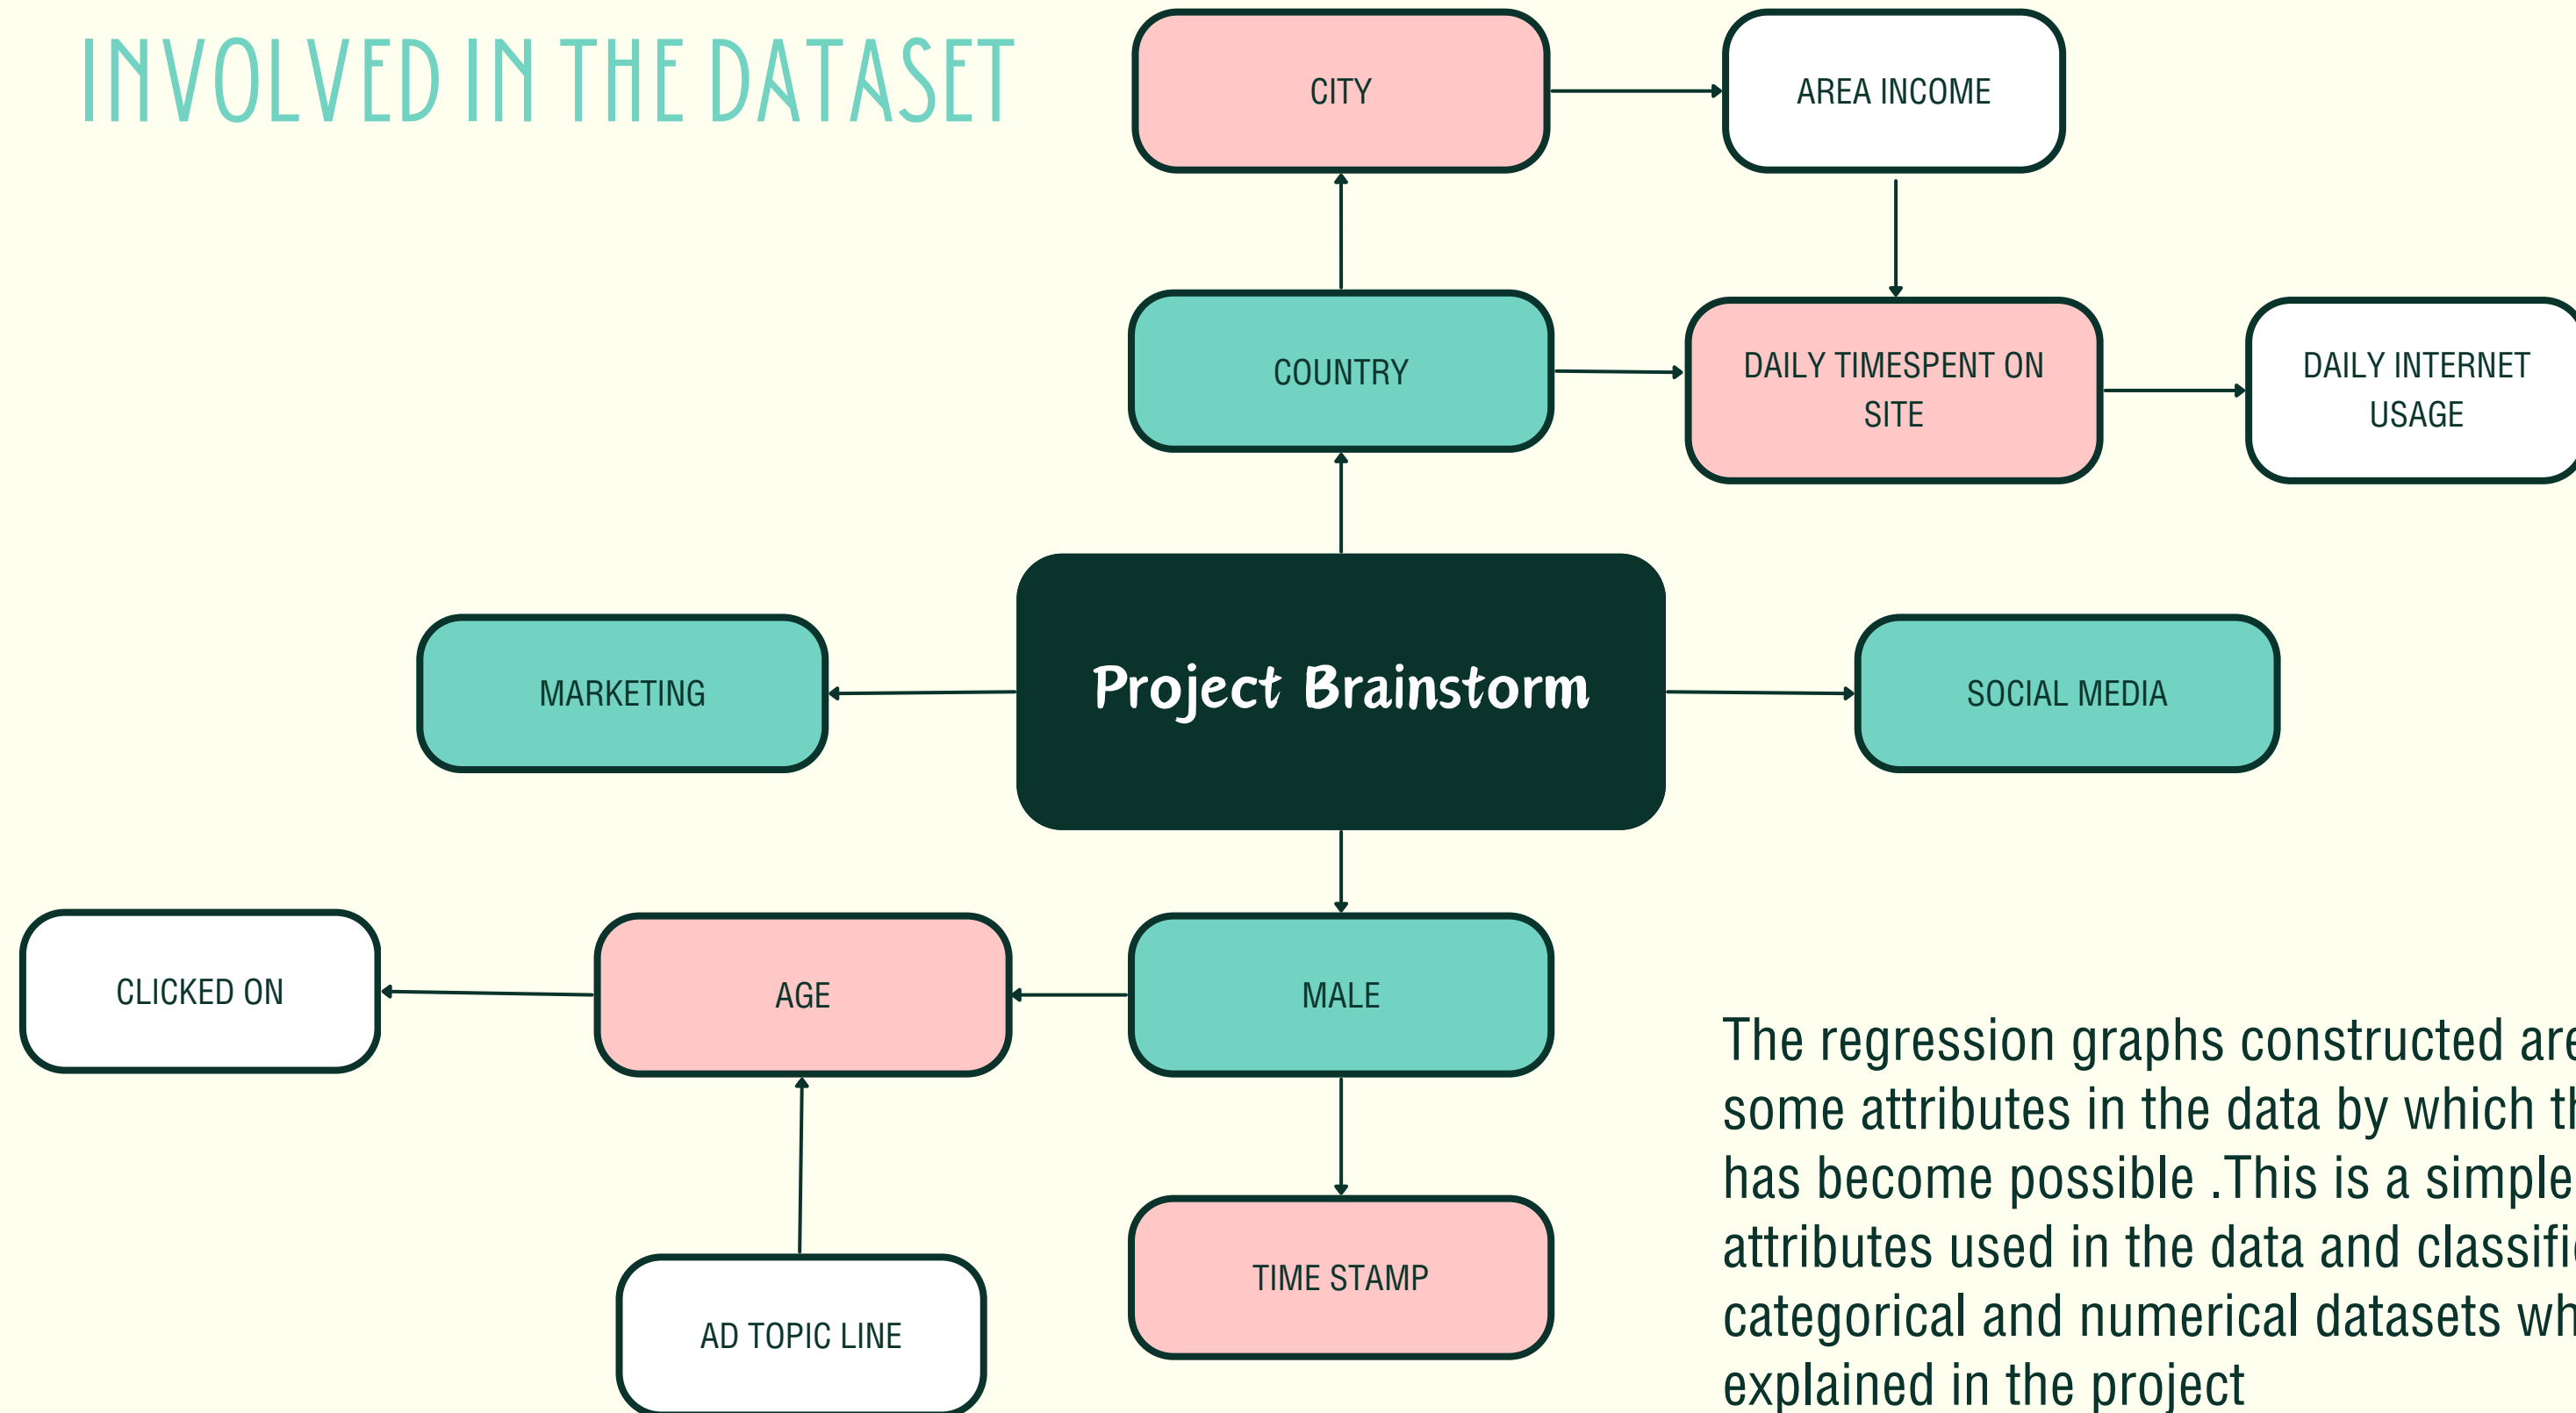 INVOLVED IN THE DATASET
CITY
AREA INCOME
COUNTRY
DAILY TIMESPENT ON
SITE
DAILY INTERNET
USAGE
MARKETING
Project Brainstorm
SOCIAL MEDIA
CLICKED ON
AGE
MALE
AD TOPIC LINE
TIME STAMP
The regression graphs constructed are
some attributes in the data by which
has become possible .This is a simple
attributes used in the data and
categorical and numerical datasets
explained in the project